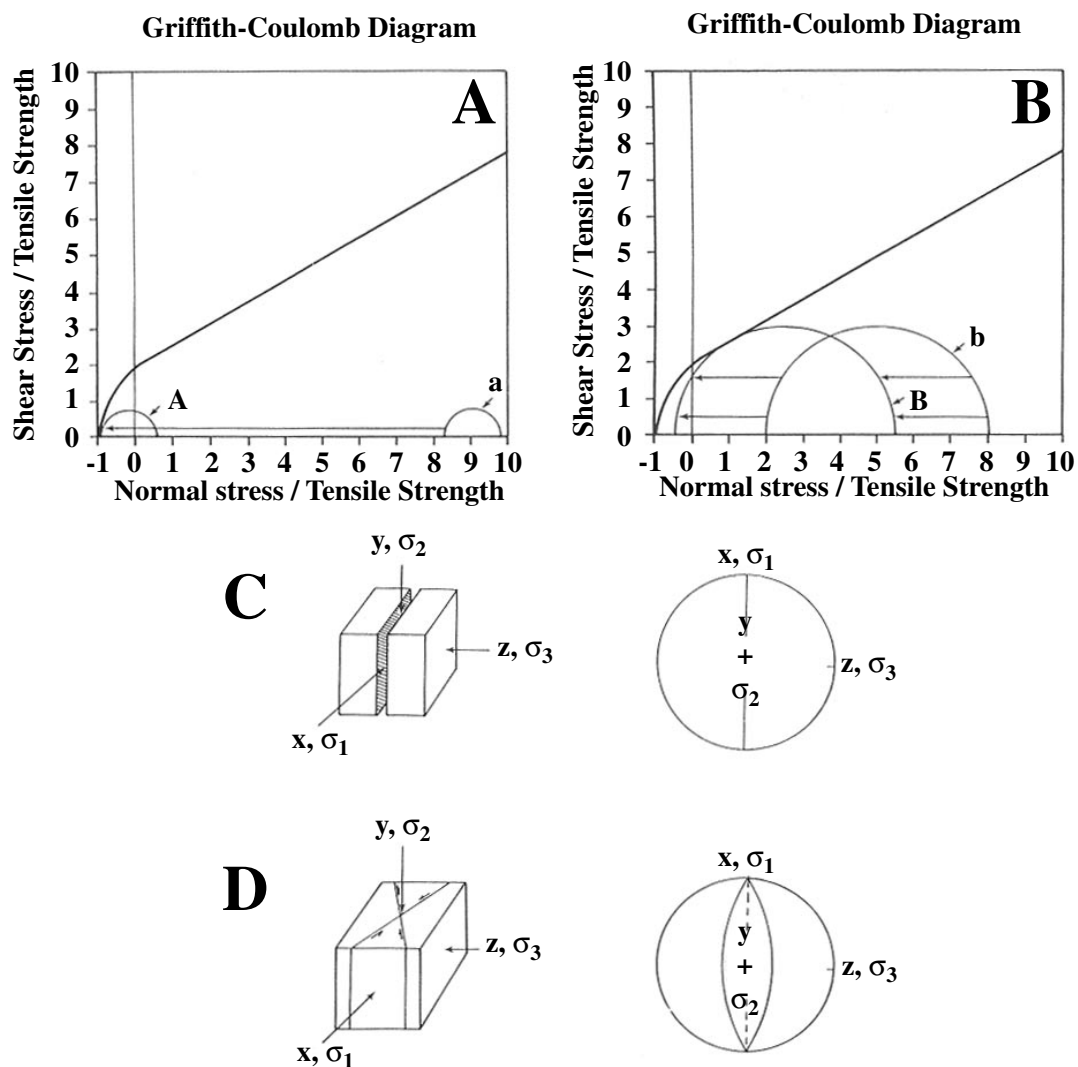 Griffith-Coulomb Diagram
A
Shear Stress / Tensile Strength
10
9
8
7
6
5
4
3
2
1
0
A
a
-1 0 1 2 3 4 5 6 7 8 9 10
Normal stress / Tensile Strength
Griffith-Coulomb Diagram
B
Shear Stress / Tensile Strength
10
9
8
7
6
5
4
3
2
1
0
b
B
-1 0 1 2 3 4 5 6 7 8 9 10
Normal stress / Tensile Strength
C
y, σ2
z, σ3
x, σ1
x, σ1
y
+
σ2
z, σ3
D
y, σ2
z, σ3
x, σ1
x, σ1
y
+
σ2
z, σ3